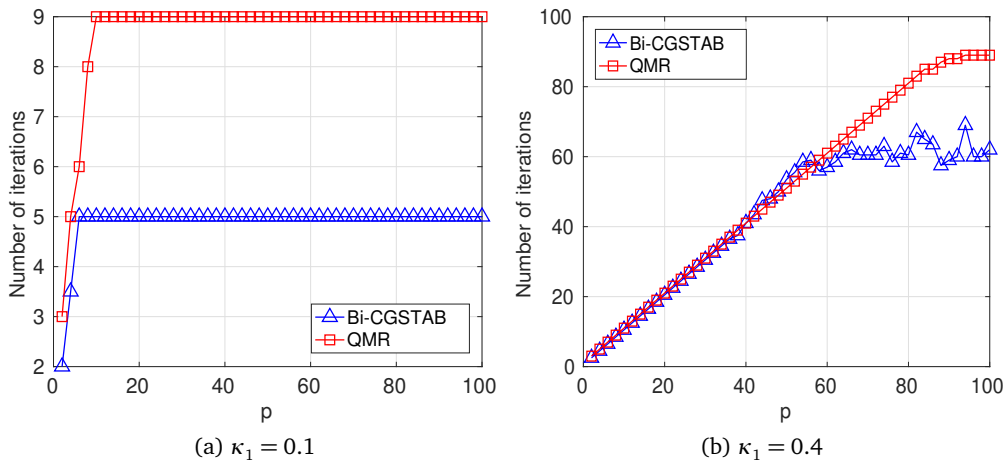 9
8
7
6
5
4
3
2
Number of iterations
Bi-CGSTAB
QMR
0 20 40 60 80 100
p
(a) κ₁ = 0.1
100
80
60
40
20
0
Number of iterations
Bi-CGSTAB
QMR
0 20 40 60 80 100
p
(b) κ₁ = 0.4